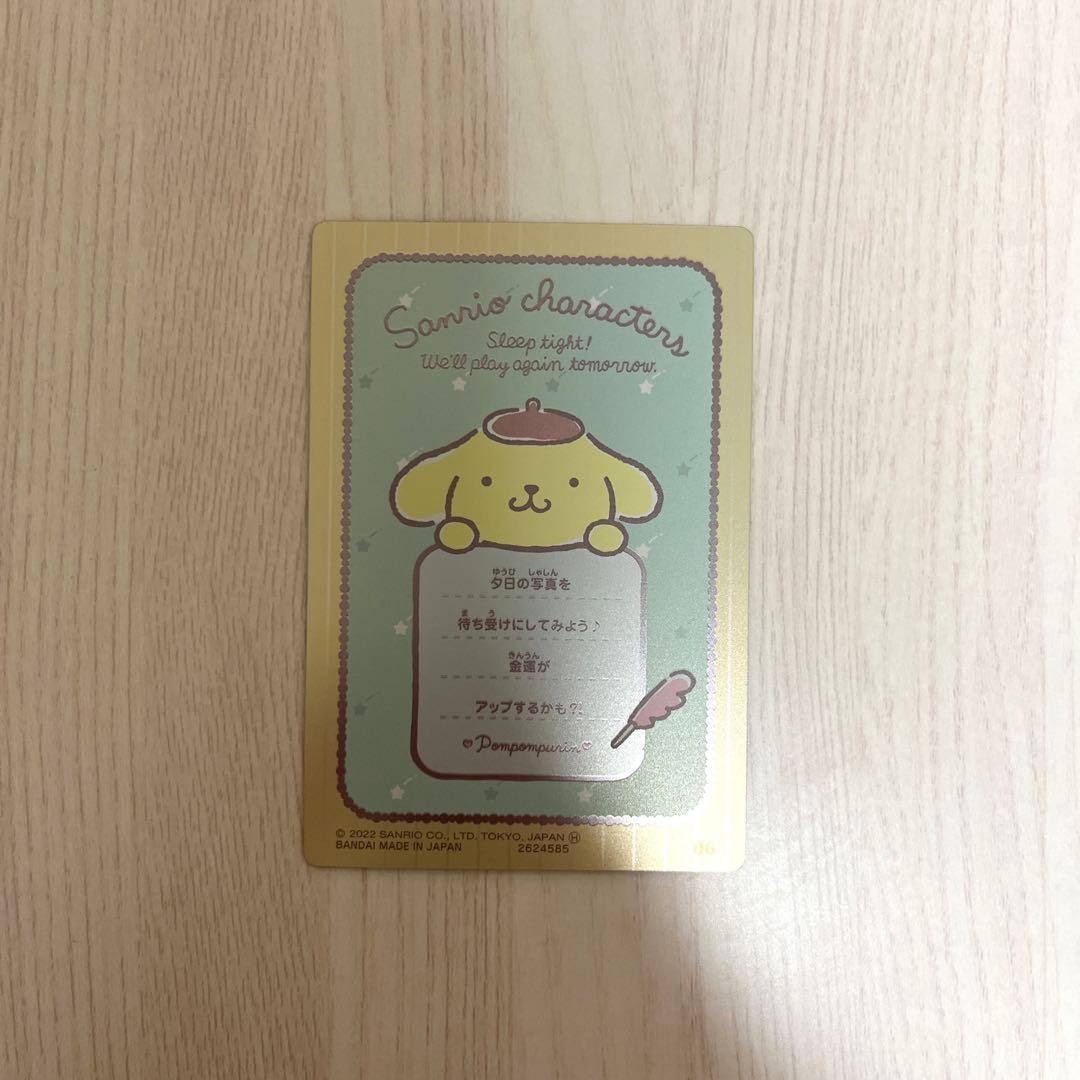 Sanrio characters
Sleep tight!
We'll play again tomorrow.
ゆうひ しゃしん
夕日の写真を
ま う
待ち受けにしてみよう♪
きんうん
金運が
アップするかも?!
♥Pompompurin♥
© 2022 SANRIO CO., LTD. TOKYO, JAPAN Ⓗ
BANDAI MADE IN JAPAN 2624585
06